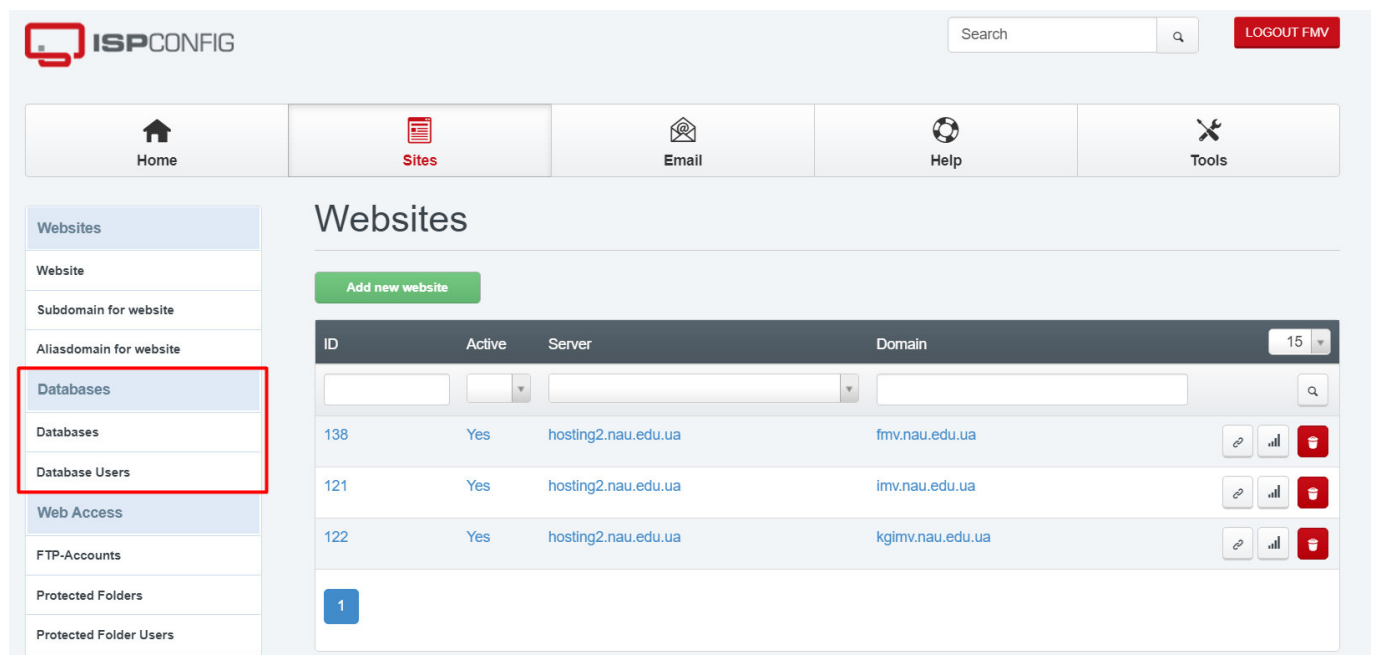 ISPCONFIG
Search
LOGOUT FMV
Home
Sites
Email
Help
Tools
Websites
Website
Subdomain for website
Aliasdomain for website
Databases
Databases
Database Users
Web Access
FTP-Accounts
Protected Folders
Protected Folder Users
Websites
Add new website
ID Active Server Domain 15
138 Yes hosting2.nau.edu.ua fmv.nau.edu.ua
121 Yes hosting2.nau.edu.ua imv.nau.edu.ua
122 Yes hosting2.nau.edu.ua kgimv.nau.edu.ua
1